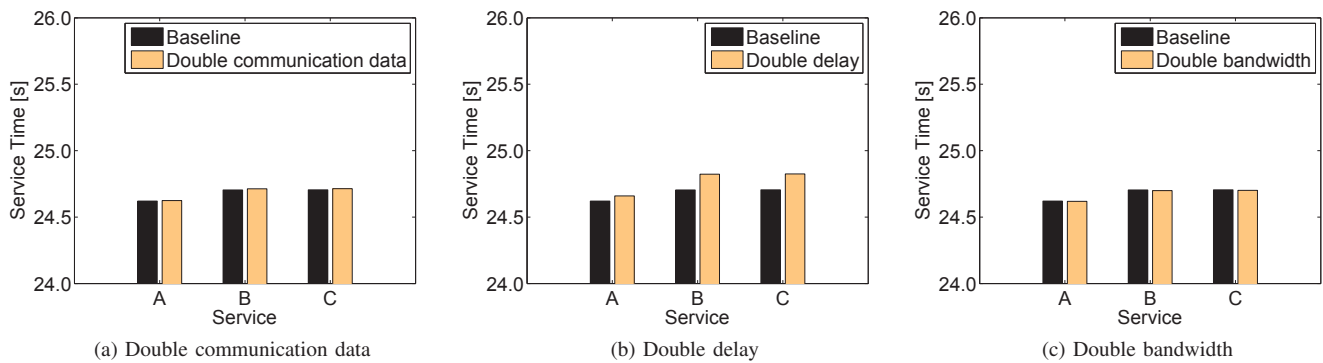 26.0
25.5
25.0
24.5
24.0
Service Time [s]
Baseline
Double communication data
A B C
Service
(a) Double communication data
26.0
25.5
25.0
24.5
24.0
Service Time [s]
Baseline
Double delay
A B C
Service
(b) Double delay
26.0
25.5
25.0
24.5
24.0
Service Time [s]
Baseline
Double bandwidth
A B C
Service
(c) Double bandwidth